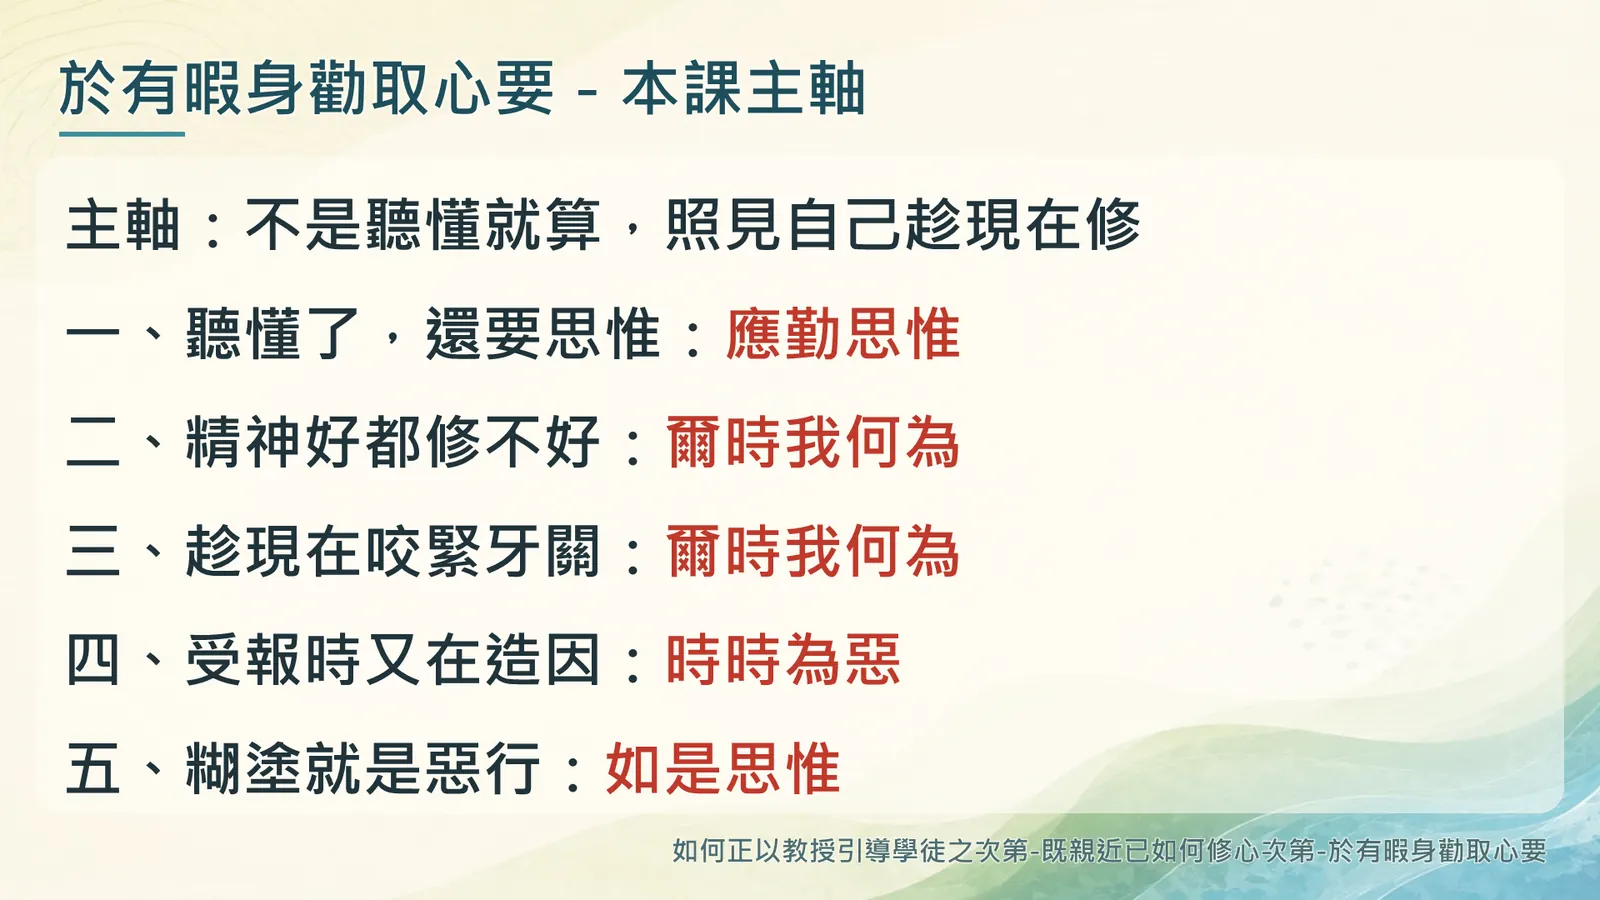 於有暇身勸取心要 - 本課主軸
主軸：不是聽懂就算，照見自己趁現在修
一、聽懂了，還要思惟：應勤思惟
二、精神好都修不好：爾時我何為
三、趁現在咬緊牙關：爾時我何為
四、受報時又在造因：時時為惡
五、糊塗就是惡行：如是思惟
如何正以教授引導學徒之次第-既親近已如何修心次第-於有暇身勸取心要